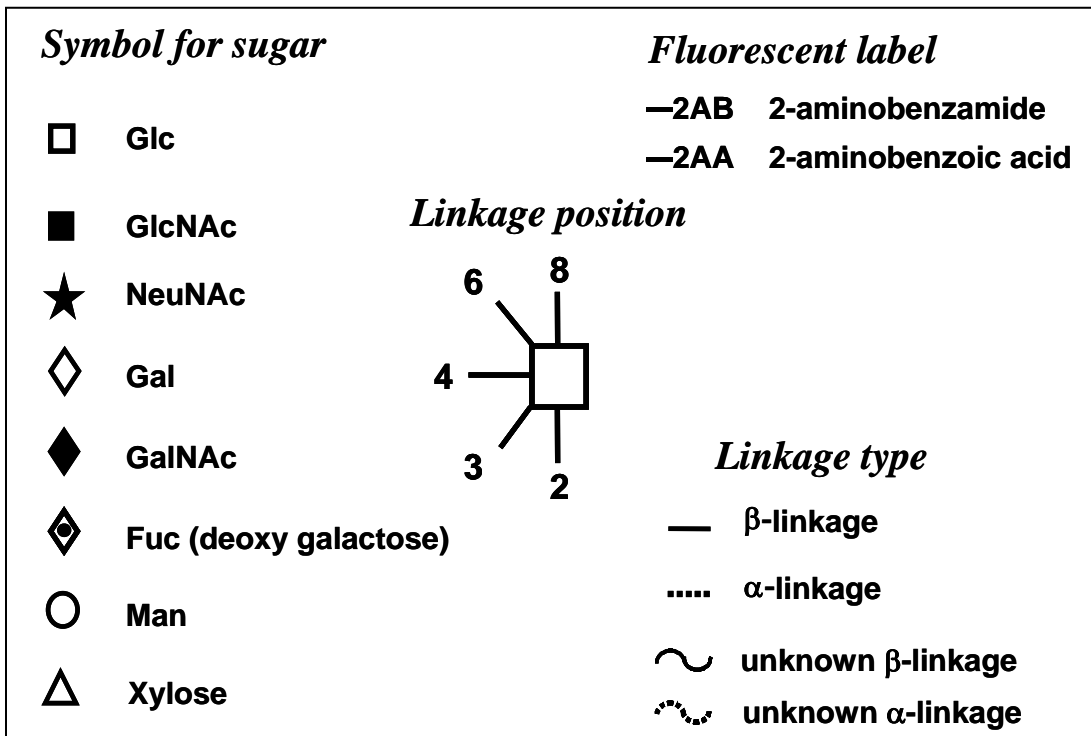 Symbol for sugar
Glc
GlcNAc
NeuNAc
Gal
GalNAc
Fuc (deoxy galactose)
Man
Xylose
Fluorescent label
—2AB 2-aminobenzamide
—2AA 2-aminobenzoic acid
Linkage position
6 8
4
3 2
Linkage type
β-linkage
α-linkage
unknown β-linkage
unknown α-linkage